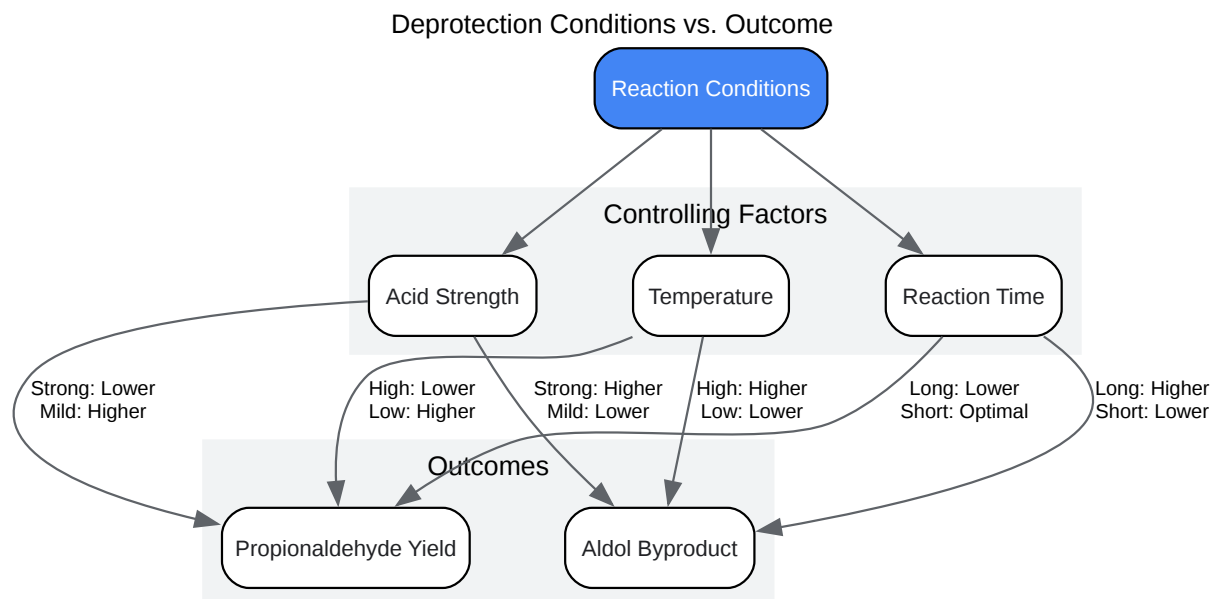 Deprotection Conditions vs. Outcome
Reaction Conditions
Controlling Factors
Acid Strength
Temperature
Reaction Time
Strong: Lower
Mild: Higher
High: Lower
Low: Higher
Strong: Higher
Mild: Lower
High: Higher
Low: Lower
Long: Lower
Short: Optimal
Long: Higher
Short: Lower
Outcomes
Propionaldehyde Yield
Aldol Byproduct